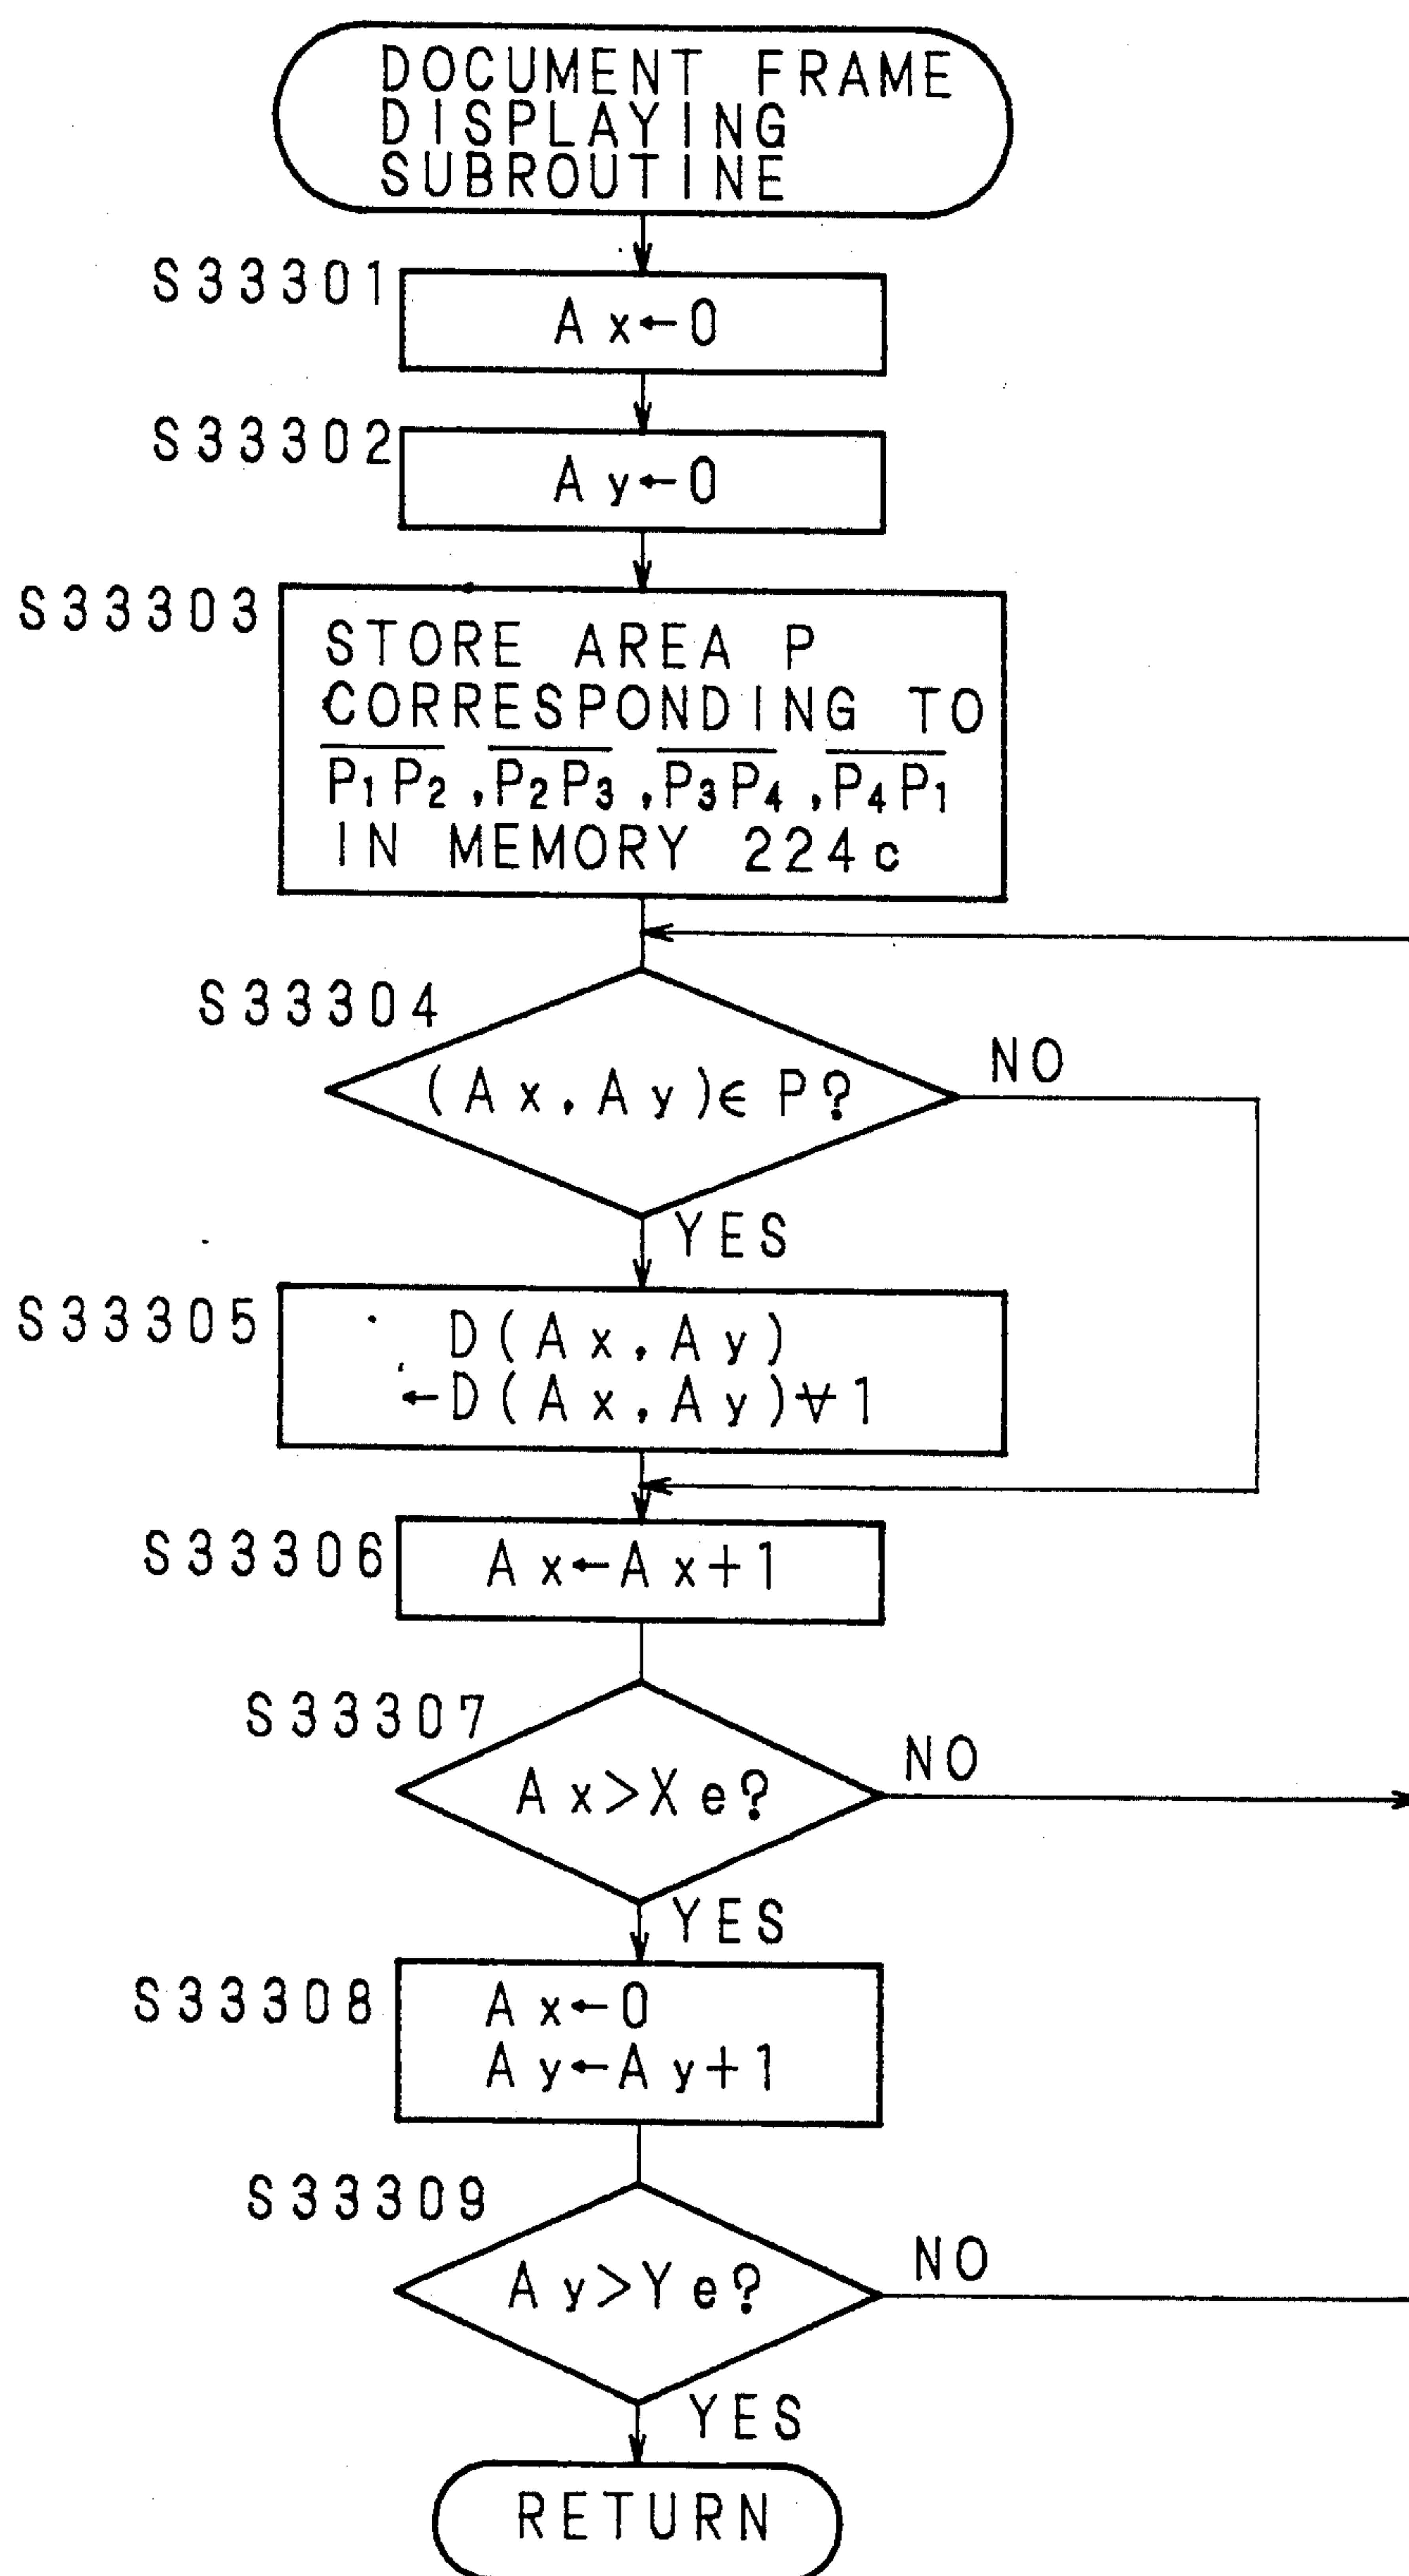 DOCUMENT FRAME
DISPLAYING
SUBROUTINE
S33301
Ax←0
S33302
Ay←0
S33303
STORE AREA P
CORRESPONDING TO
P₁P₂,P₂P₃,P₃P₄,P₄P₁
IN MEMORY 224c
S33304
(Ax,Ay)∈P?
NO
YES
S33305
D(Ax,Ay)
←D(Ax,Ay)⩝1
S33306
Ax←Ax+1
S33307
Ax>Xe?
NO
YES
S33308
Ax←0
Ay←Ay+1
S33309
Ay>Ye?
NO
YES
RETURN